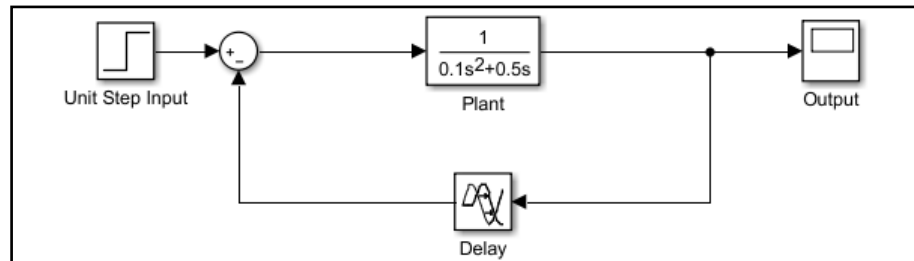 1
0.1s²+0.5s
+
−
Unit Step Input
Plant
Output
Delay